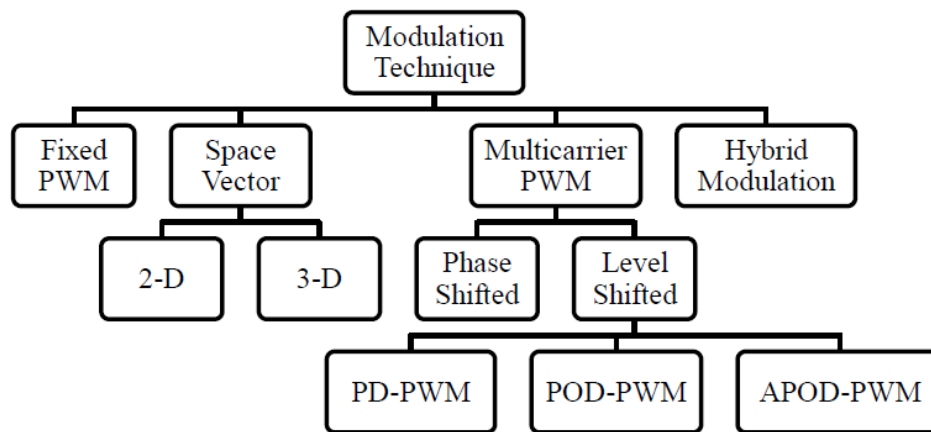 Modulation
Technique
Fixed
PWM
Space
Vector
Multicarrier
PWM
Hybrid
Modulation
2-D
3-D
Phase
Shifted
Level
Shifted
PD-PWM
POD-PWM
APOD-PWM